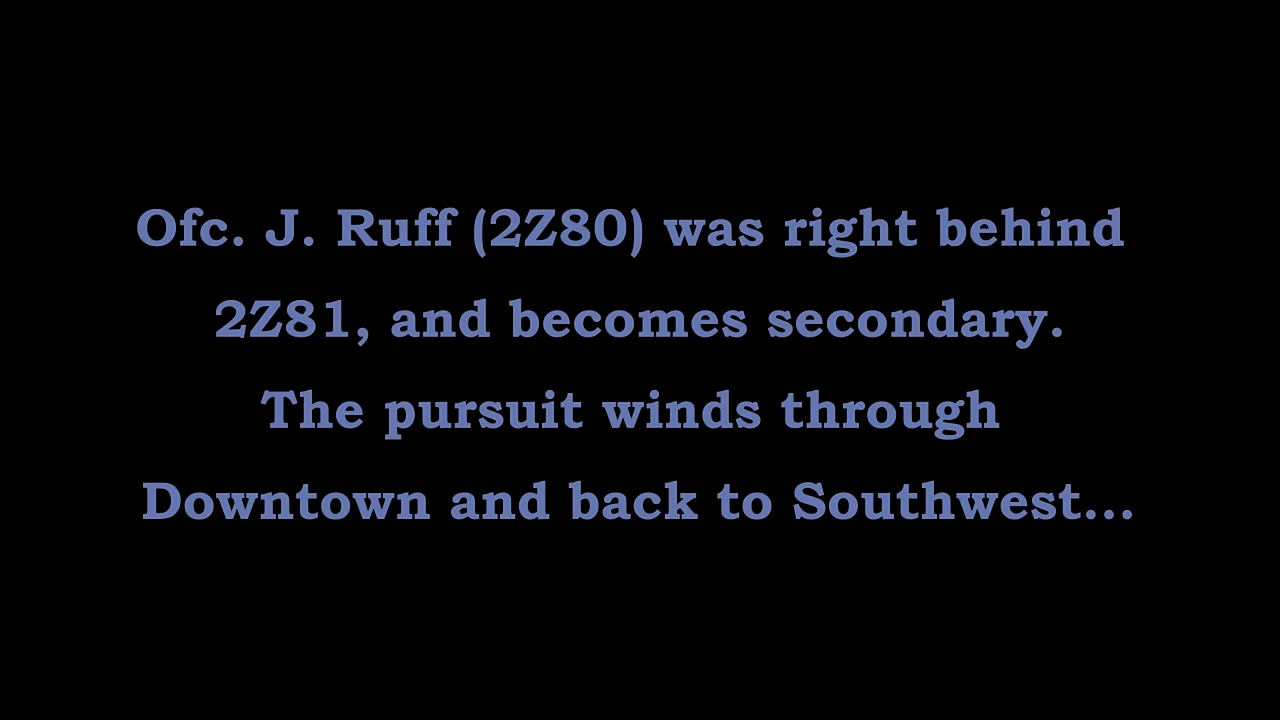 Ofc. J. Ruff (2Z80) was right behind
2Z81, and becomes secondary.
The pursuit winds through
Downtown and back to Southwest...